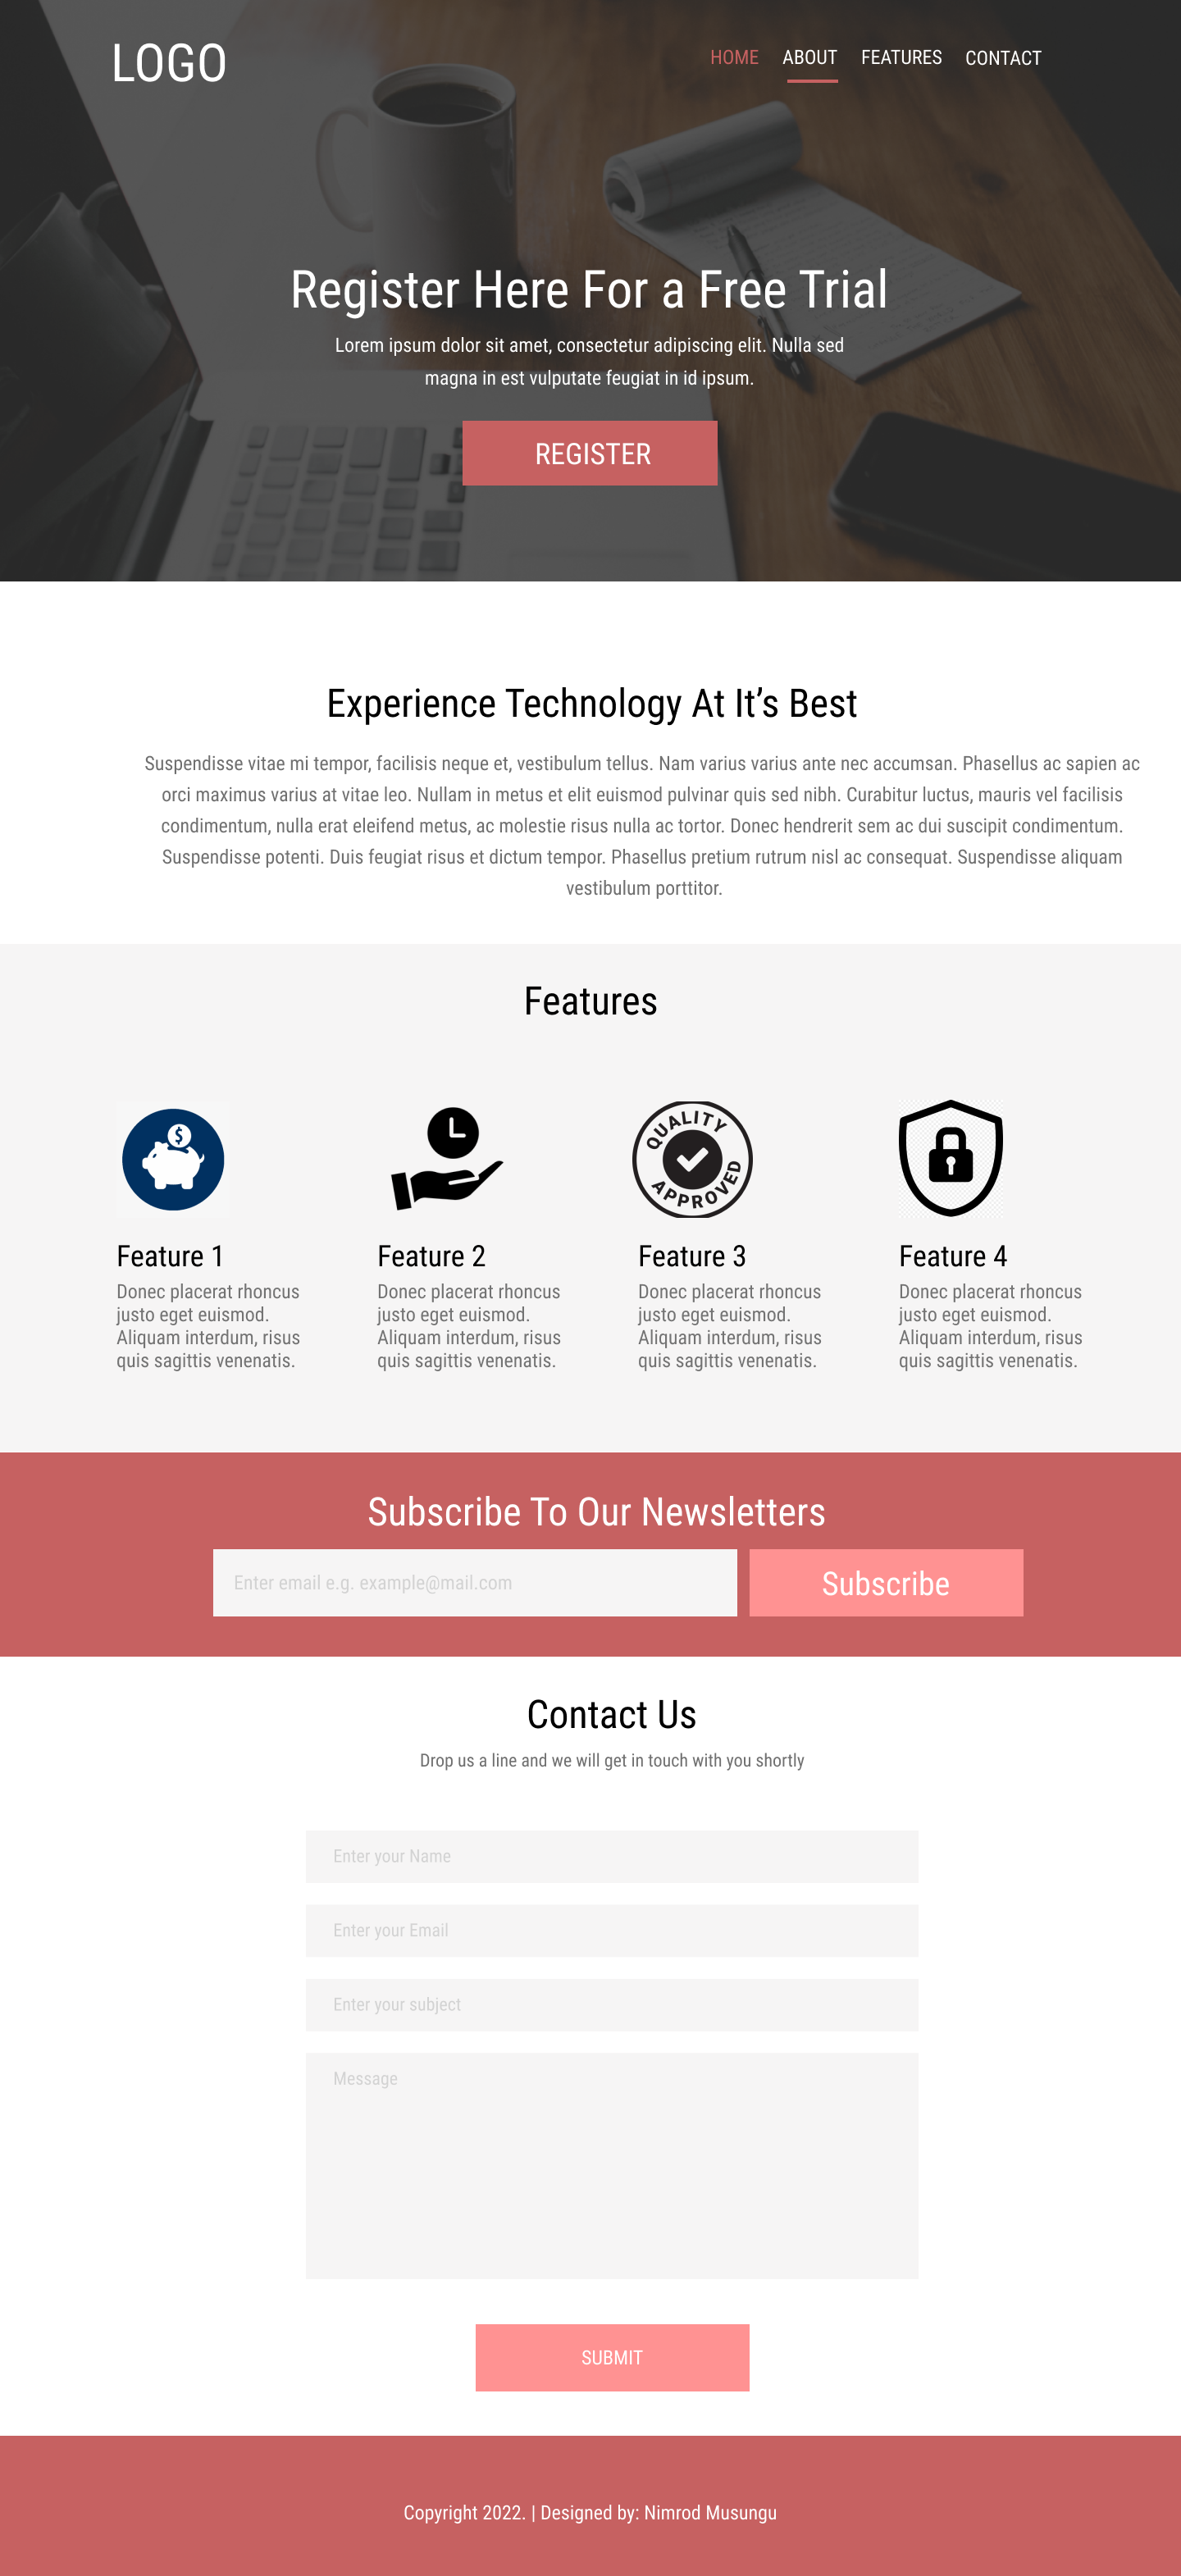 LOGO
HOME ABOUT FEATURES CONTACT
Register Here For a Free Trial
Lorem ipsum dolor sit amet, consectetur adipiscing elit. Nulla sed
magna in est vulputate feugiat in id ipsum.
REGISTER
Experience Technology At It’s Best
Suspendisse vitae mi tempor, facilisis neque et, vestibulum tellus. Nam varius varius ante nec accumsan. Phasellus ac sapien ac
orci maximus varius at vitae leo. Nullam in metus et elit euismod pulvinar quis sed nibh. Curabitur luctus, mauris vel facilisis
condimentum, nulla erat eleifend metus, ac molestie risus nulla ac tortor. Donec hendrerit sem ac dui suscipit condimentum.
Suspendisse potenti. Duis feugiat risus et dictum tempor. Phasellus pretium rutrum nisl ac consequat. Suspendisse aliquam
vestibulum porttitor.
Features
$
QUALITY
APPROVED
Feature 1
Donec placerat rhoncus
justo eget euismod.
Aliquam interdum, risus
quis sagittis venenatis.
Feature 2
Donec placerat rhoncus
justo eget euismod.
Aliquam interdum, risus
quis sagittis venenatis.
Feature 3
Donec placerat rhoncus
justo eget euismod.
Aliquam interdum, risus
quis sagittis venenatis.
Feature 4
Donec placerat rhoncus
justo eget euismod.
Aliquam interdum, risus
quis sagittis venenatis.
Subscribe To Our Newsletters
Enter email e.g. example@mail.com
Subscribe
Contact Us
Drop us a line and we will get in touch with you shortly
Enter your Name
Enter your Email
Enter your subject
Message
SUBMIT
Copyright 2022. | Designed by: Nimrod Musungu